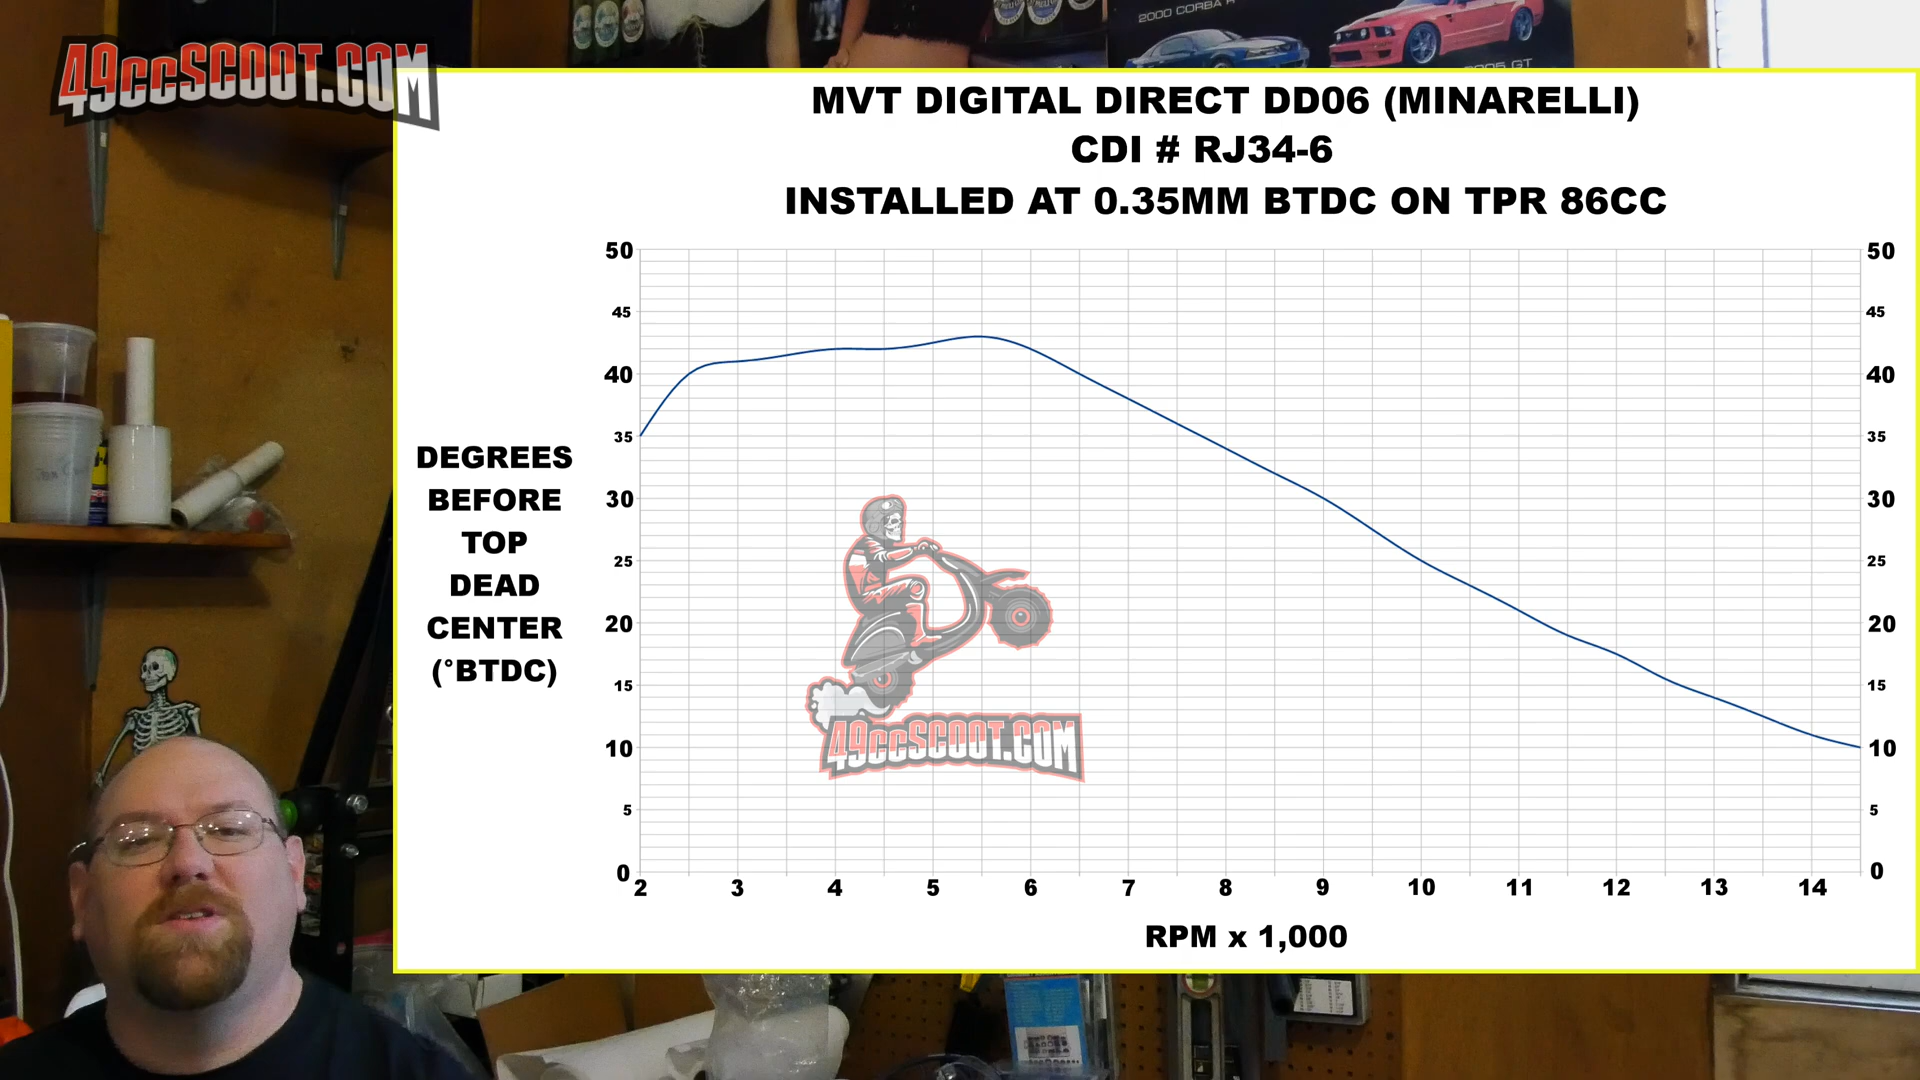 2000 COBRA R
2005 GT
49ccSCOOT.COM
MVT DIGITAL DIRECT DD06 (MINARELLI)
CDI # RJ34-6
INSTALLED AT 0.35MM BTDC ON TPR 86CC
50
45
40
35
30
25
20
15
10
5
0
50
45
40
35
30
25
20
15
10
5
0
DEGREES
BEFORE
TOP
DEAD
CENTER
(°BTDC)
49ccSCOOT.COM
2 3 4 5 6 7 8 9 10 11 12 13 14
RPM x 1,000